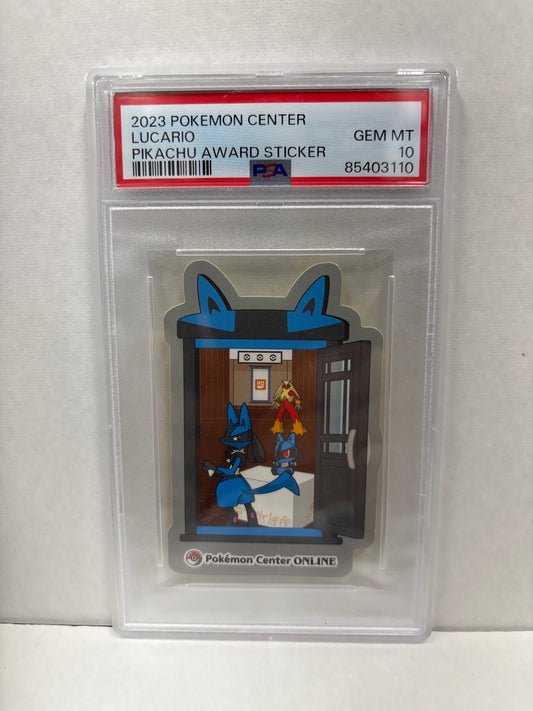 2023 POKEMON CENTER
LUCARIO GEM MT
PIKACHU AWARD STICKER 10
PSA 85403110
Pokémon Center ONLINE